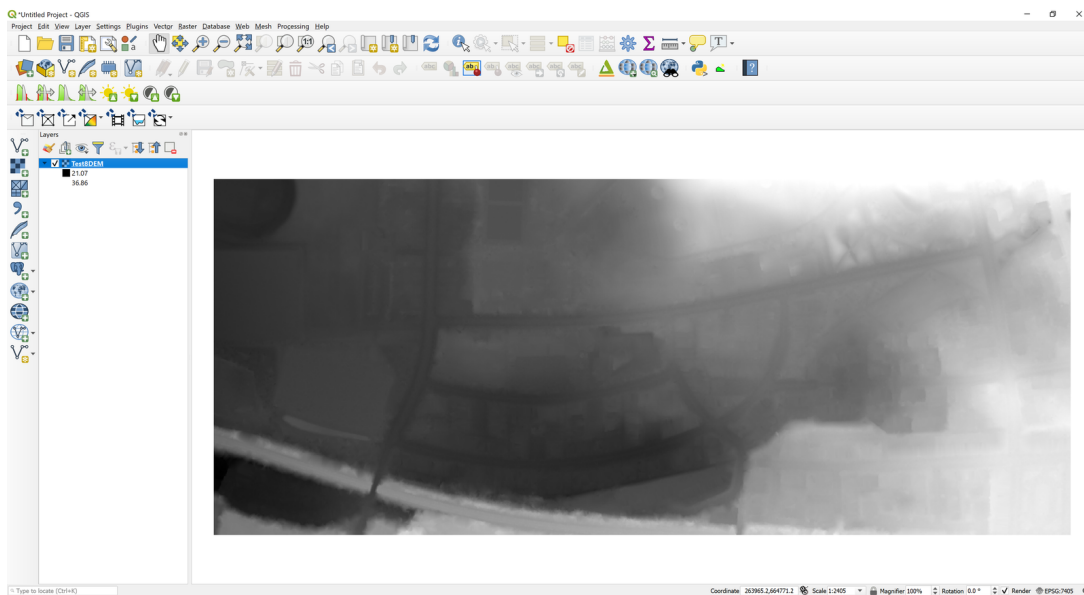 *Untitled Project - QGIS
Project Edit View Layer Settings Plugins Vector Raster Database Web Mesh Processing Help
Layers
Text8DEM
21.07
36.86
Type to locate (Ctrl+K)
Coordinate 263965.2,664771.2 Scale 1:2405 Magnifier 100% Rotation 0.0 ° Render EPSG:7405